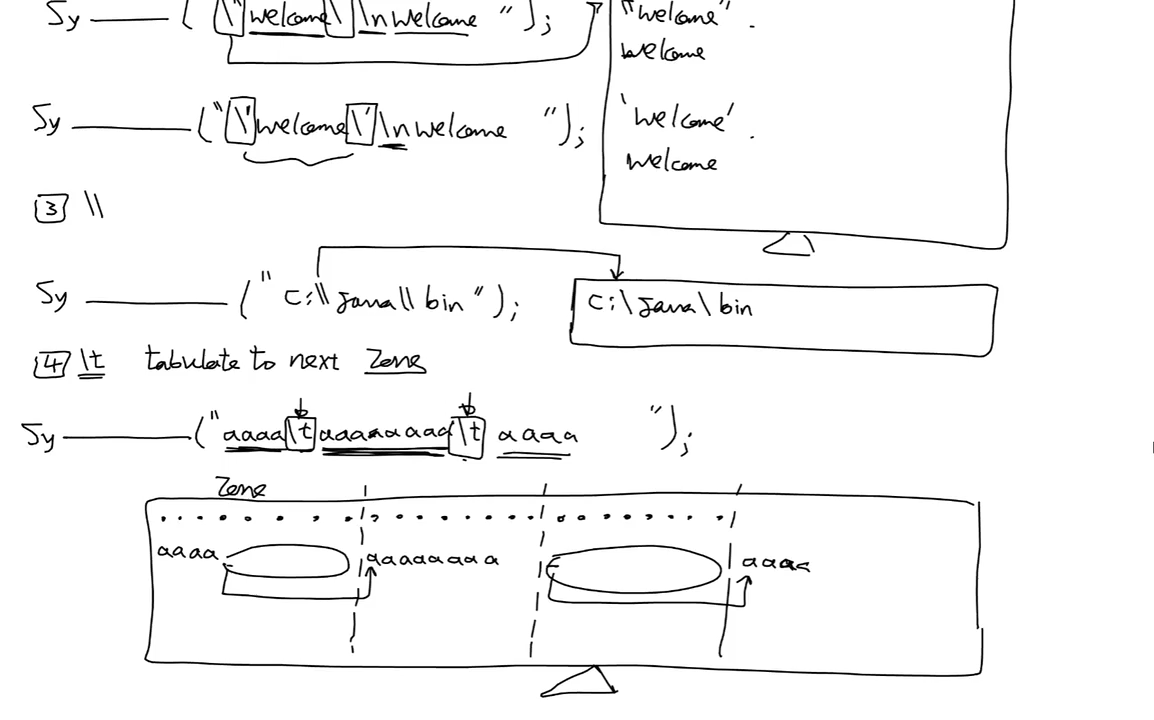 Sy ——— ( \"welcome\"\nwelcome ");
"welcome"
welcome
Sy ——— ("\'welcome\'\nwelcome ");
'welcome'
welcome
3 \\
Sy ——— ("C:\\java\\bin");
C:\java\bin
4 \t tabulate to next Zone
Sy ——— ("aaaa\taaaaaaaa\t aaaa ");
Zone
aaaa aaaaaaaa aaaa